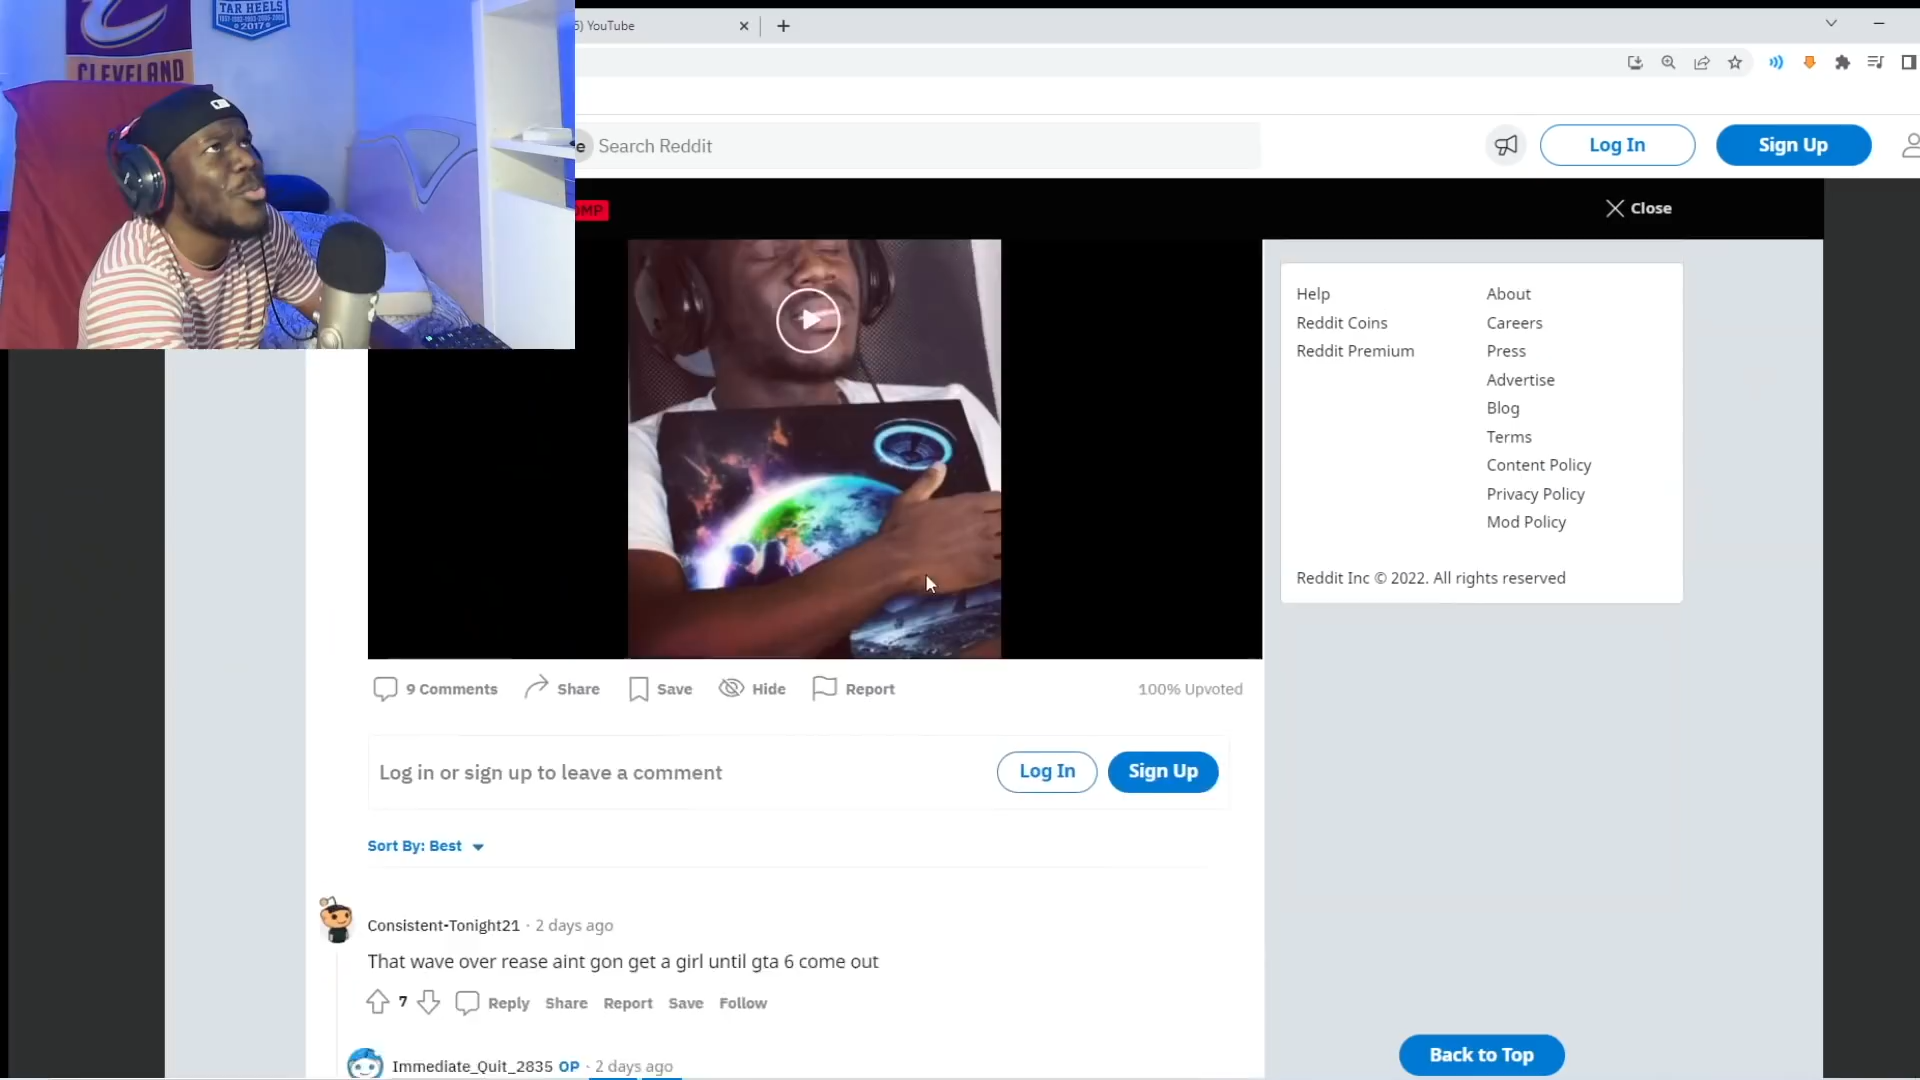 TAR HEELS
2017
CLEVELAND
YouTube
Search Reddit
Log In
Sign Up
Close
Help
About
Reddit Coins
Careers
Reddit Premium
Press
Advertise
Blog
Terms
Content Policy
Privacy Policy
Mod Policy
Reddit Inc © 2022. All rights reserved
9 Comments
Share
Save
Hide
Report
100% Upvoted
Log in or sign up to leave a comment
Log In
Sign Up
Sort By: Best
Consistent-Tonight21 · 2 days ago
That wave over rease aint gon get a girl until gta 6 come out
7
Reply
Share
Report
Save
Follow
Immediate_Quit_2835 OP · 2 days ago
Back to Top